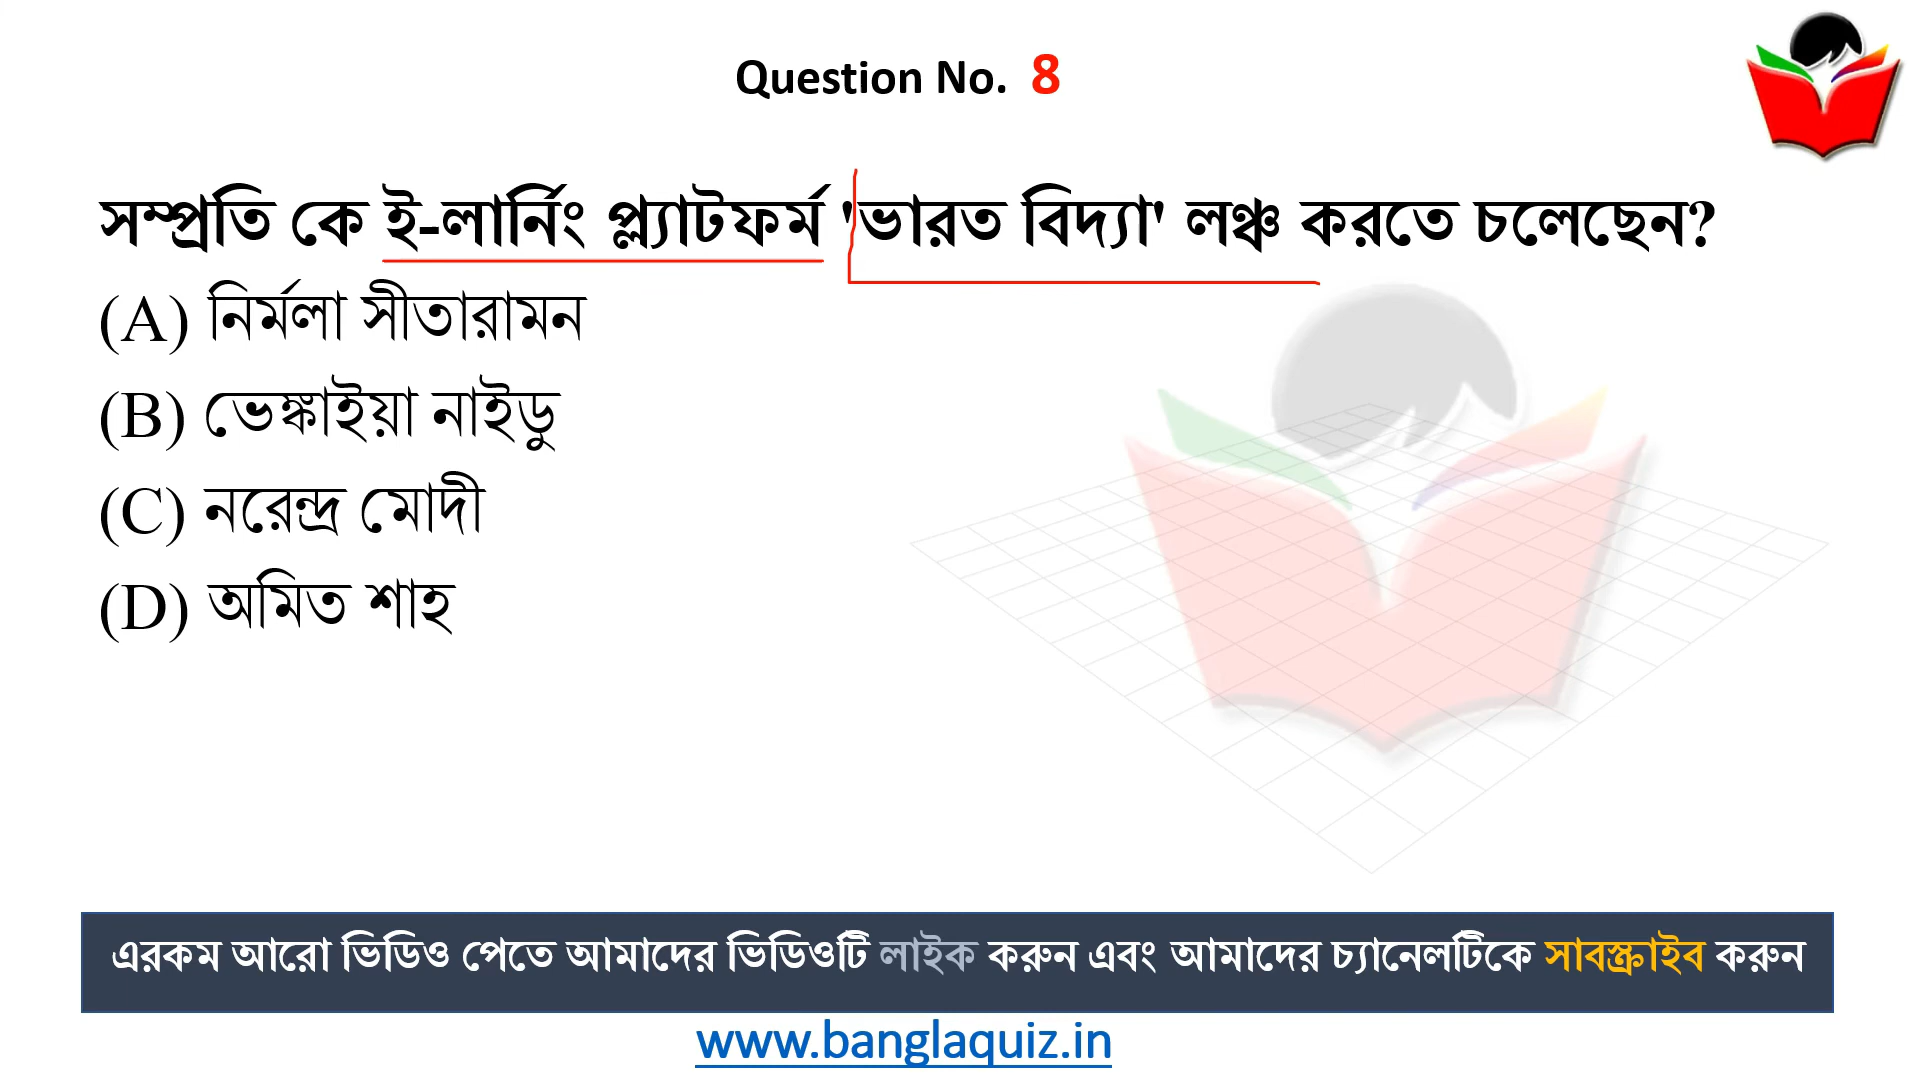 Question No. 8
সম্প্রতি কে ই-লার্নিং প্ল্যাটফর্ম 'ভারত বিদ্যা' লঞ্চ করতে চলেছেন?
(A) নির্মলা সীতারামন
(B) ভেঙ্কাইয়া নাইডু
(C) নরেন্দ্র মোদী
(D) অমিত শাহ
এরকম আরো ভিডিও পেতে আমাদের ভিডিওটি লাইক করুন এবং আমাদের চ্যানেলটিকে সাবস্ক্রাইব করুন
www.banglaquiz.in